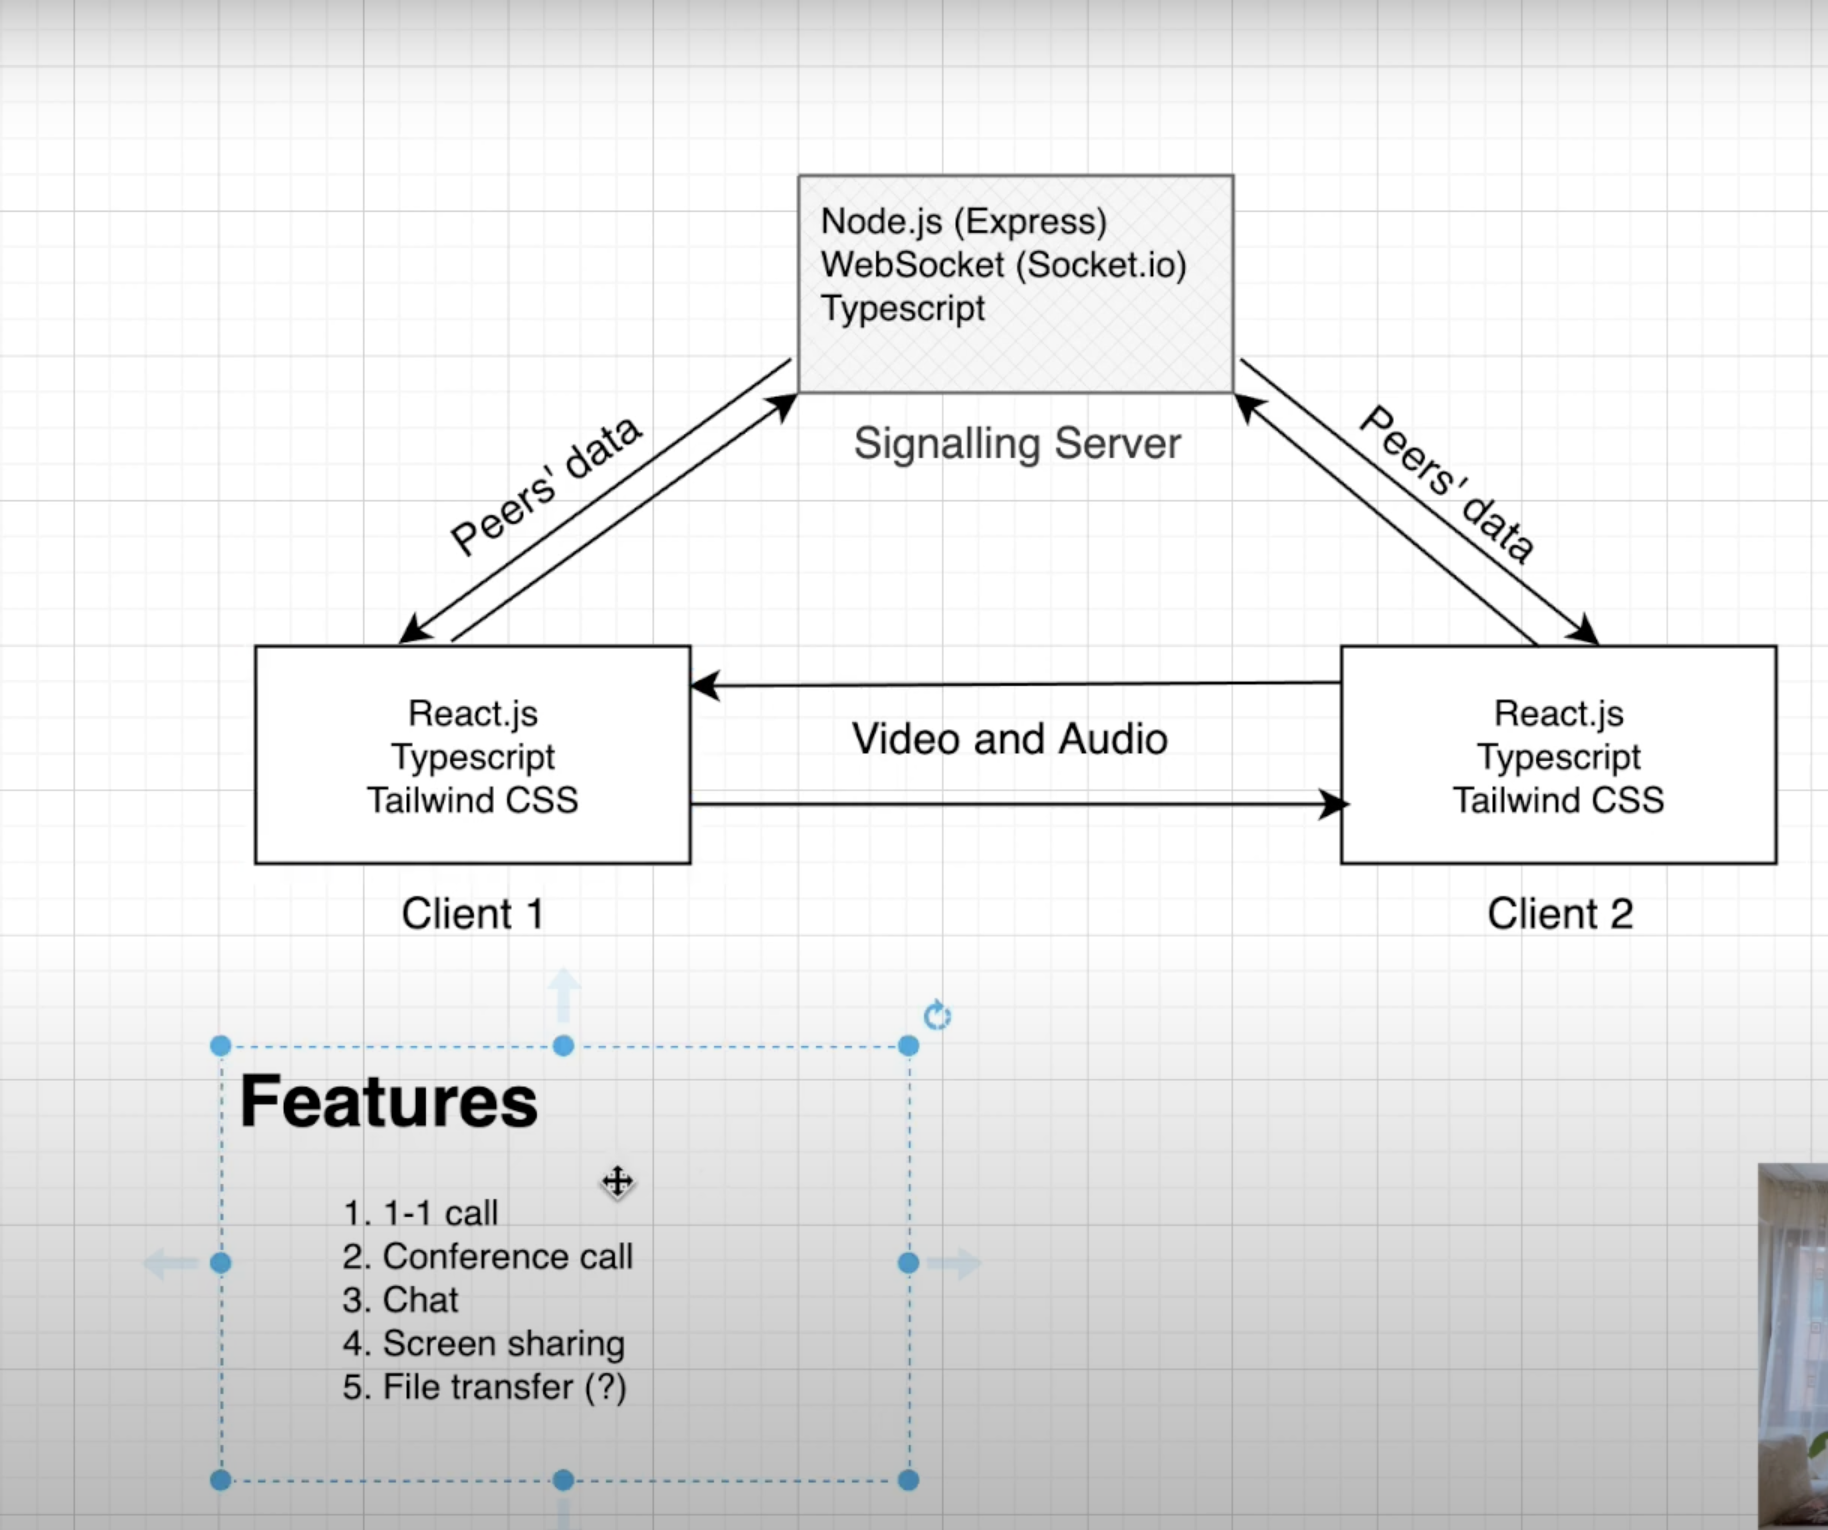 Node.js (Express)
WebSocket (Socket.io)
Typescript
Signalling Server
Peers' data
Peers' data
React.js
Typescript
Tailwind CSS
Client 1
Video and Audio
React.js
Typescript
Tailwind CSS
Client 2
Features
1. 1-1 call
2. Conference call
3. Chat
4. Screen sharing
5. File transfer (?)